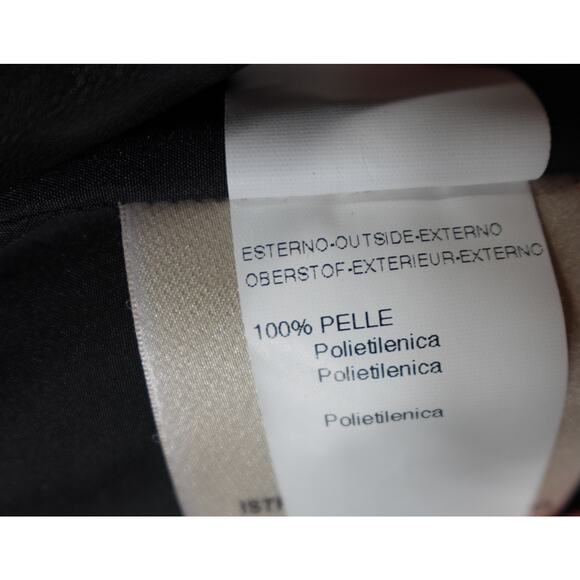 ESTERNO-OUTSIDE-EXTERNO
OBERSTOF-EXTERIEUR-EXTERNO
100% PELLE
Polietilenica
Polietilenica
Polietilenica